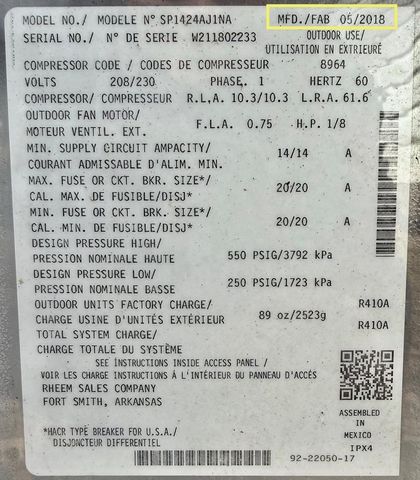 MODEL NO./ MODELE N° SP1424AJ1NA MFD./FAB 05/2018
SERIAL NO./ N° DE SERIE W211802233 OUTDOOR USE/
UTILISATION EN EXTRIEURÉ
COMPRESSOR CODE / CODES DE COMPRESSEUR 8964
VOLTS 208/230 PHASE. 1 HERTZ 60
COMPRESSOR/ COMPRESSEUR R.L.A. 10.3/10.3 L.R.A. 61.6
OUTDOOR FAN MOTOR/
MOTEUR VENTIL. EXT. F.L.A. 0.75 H.P. 1/8
MIN. SUPPLY CIRCUIT AMPACITY/
COURANT ADMISSABLE D'ALIM. MIN. 14/14 A
MAX. FUSE OR CKT. BKR. SIZE*/
CAL. MAX. DE FUSIBLE/DISJ* 20/20 A
MIN. FUSE OR CKT. BRK. SIZE*/
CAL. MIN. DE FUSIBLE/DISJ* 20/20 A
DESIGN PRESSURE HIGH/
PRESSION NOMINALE HAUTE 550 PSIG/3792 kPa
DESIGN PRESSURE LOW/
PRESSION NOMINALE BASSE 250 PSIG/1723 kPa
OUTDOOR UNITS FACTORY CHARGE/ R410A
CHARGE USINE D'UNITÉS EXTÉRIEUR 89 oz/2523g
TOTAL SYSTEM CHARGE/ R410A
CHARGE TOTALE DU SYSTÈME
SEE INSTRUCTIONS INSIDE ACCESS PANEL /
VOIR LES CHARGE INSTRUCTIONS À L'INTÉRIEUR DU PANNEAU D'ACCÉS
RHEEM SALES COMPANY
FORT SMITH, ARKANSAS
ASSEMBLED
IN
MEXICO
IPX4
*HACR TYPE BREAKER FOR U.S.A./
DISJONCTEUR DIFFERENTIEL
92-22050-17